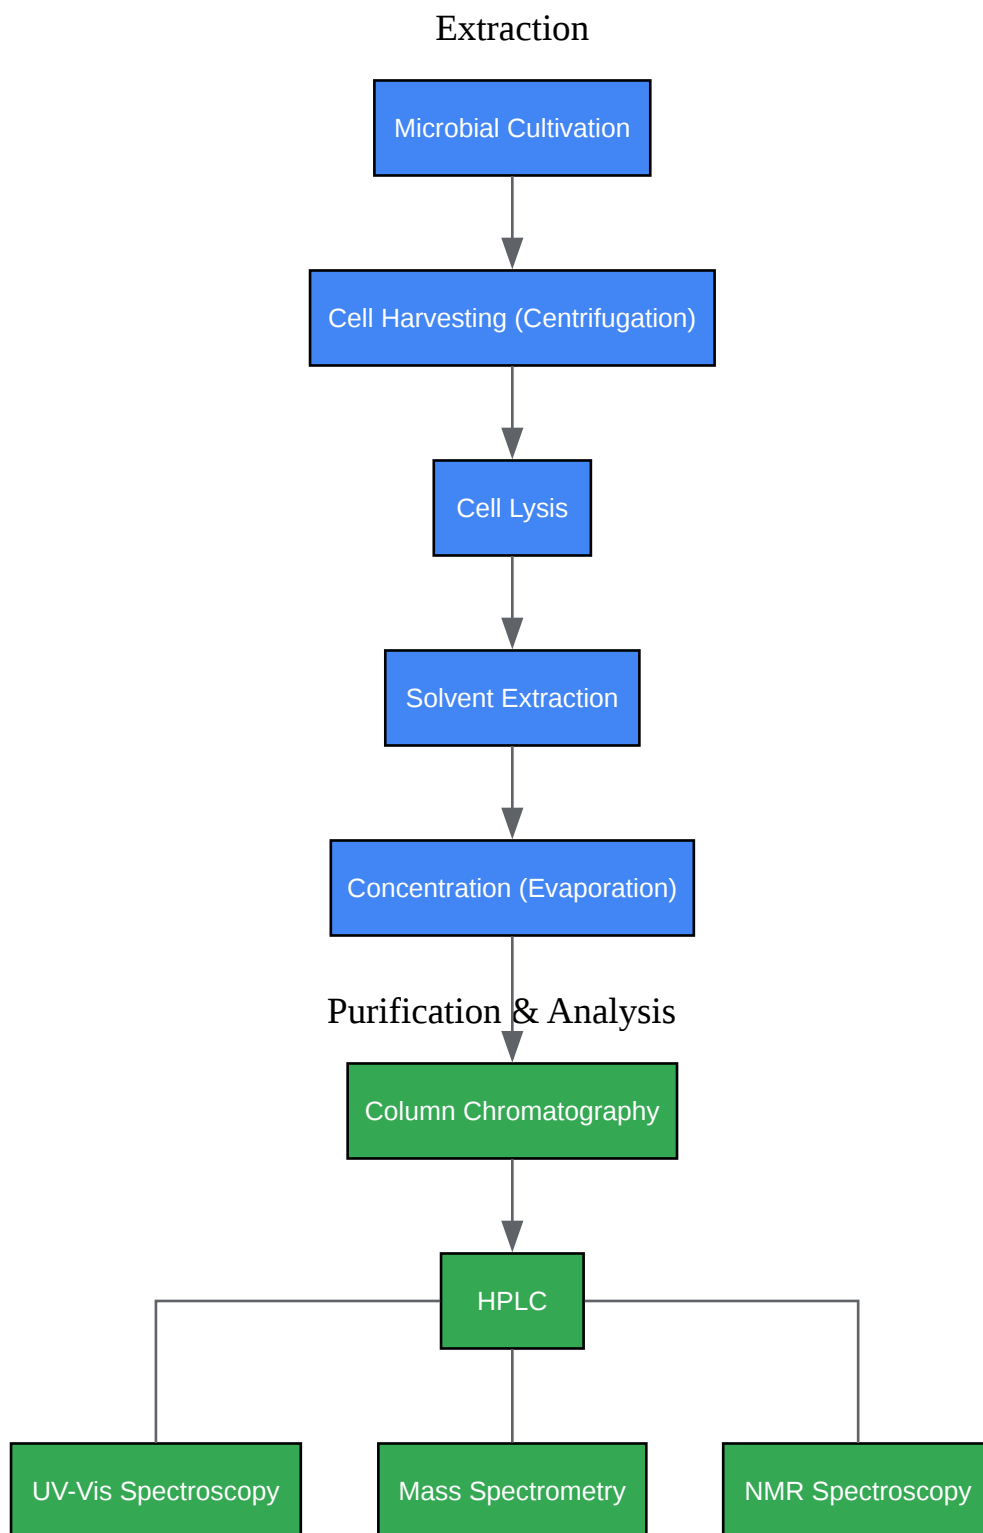 Extraction
Microbial Cultivation
Cell Harvesting (Centrifugation)
Cell Lysis
Solvent Extraction
Concentration (Evaporation)
Purification & Analysis
Column Chromatography
HPLC
UV-Vis Spectroscopy
Mass Spectrometry
NMR Spectroscopy